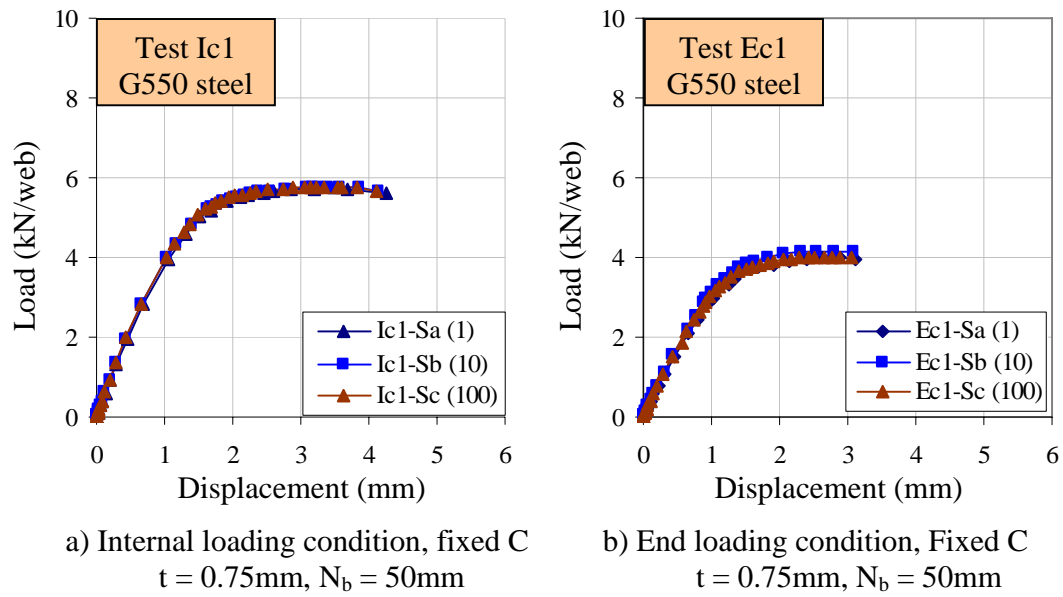 Test Ic1
G550 steel
Load (kN/web)
10
8
6
4
2
0
0 1 2 3 4 5 6
Displacement (mm)
Ic1-Sa (1)
Ic1-Sb (10)
Ic1-Sc (100)
a) Internal loading condition, fixed C
t = 0.75mm, N_b = 50mm
Test Ec1
G550 steel
Load (kN/web)
10
8
6
4
2
0
0 1 2 3 4 5 6
Displacement (mm)
Ec1-Sa (1)
Ec1-Sb (10)
Ec1-Sc (100)
b) End loading condition, Fixed C
t = 0.75mm, N_b = 50mm